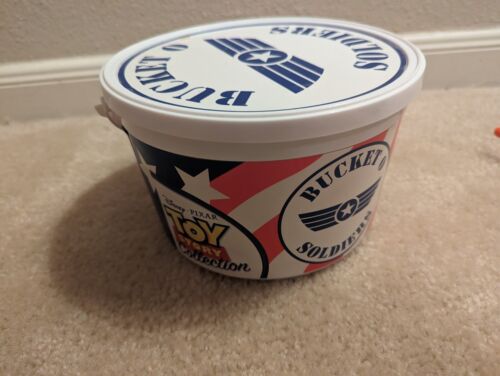 BUCKET O
SOLDIERS
Disney · PIXAR
TOY
STORY
Collection
BUCKET O
SOLDIERS